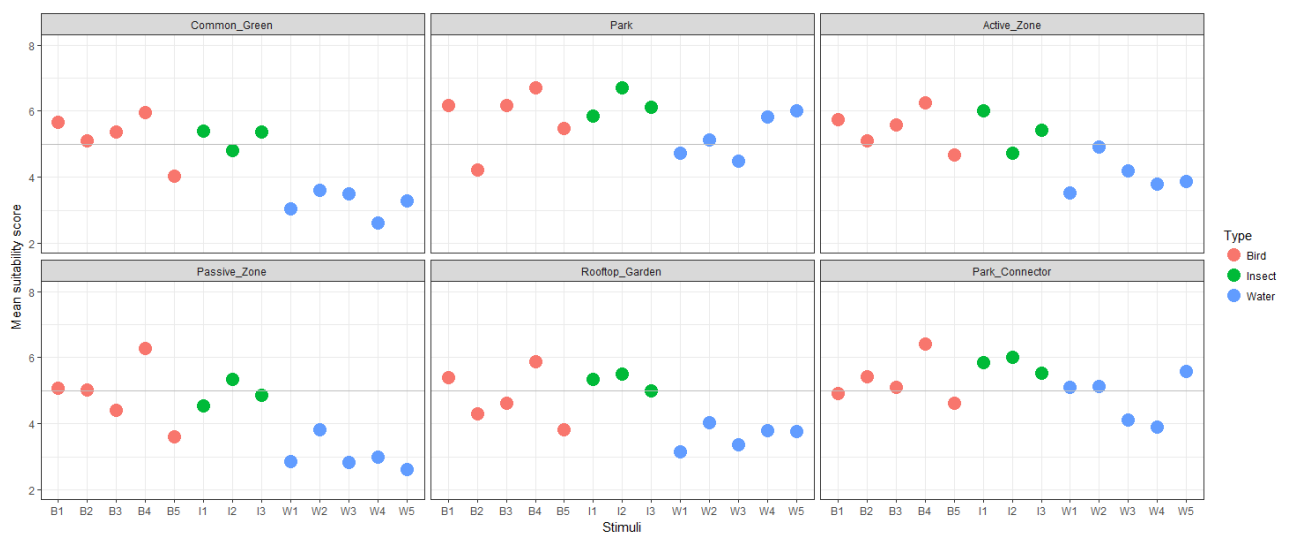 Common_Green Park Active_Zone
8
6
4
2
Mean suitability score
Passive_Zone Rooftop_Garden Park_Connector
8
6
4
2
B1 B2 B3 B4 B5 I1 I2 I3 W1 W2 W3 W4 W5 B1 B2 B3 B4 B5 I1 I2 I3 W1 W2 W3 W4 W5 B1 B2 B3 B4 B5 I1 I2 I3 W1 W2 W3 W4 W5
Stimuli
Type
Bird
Insect
Water